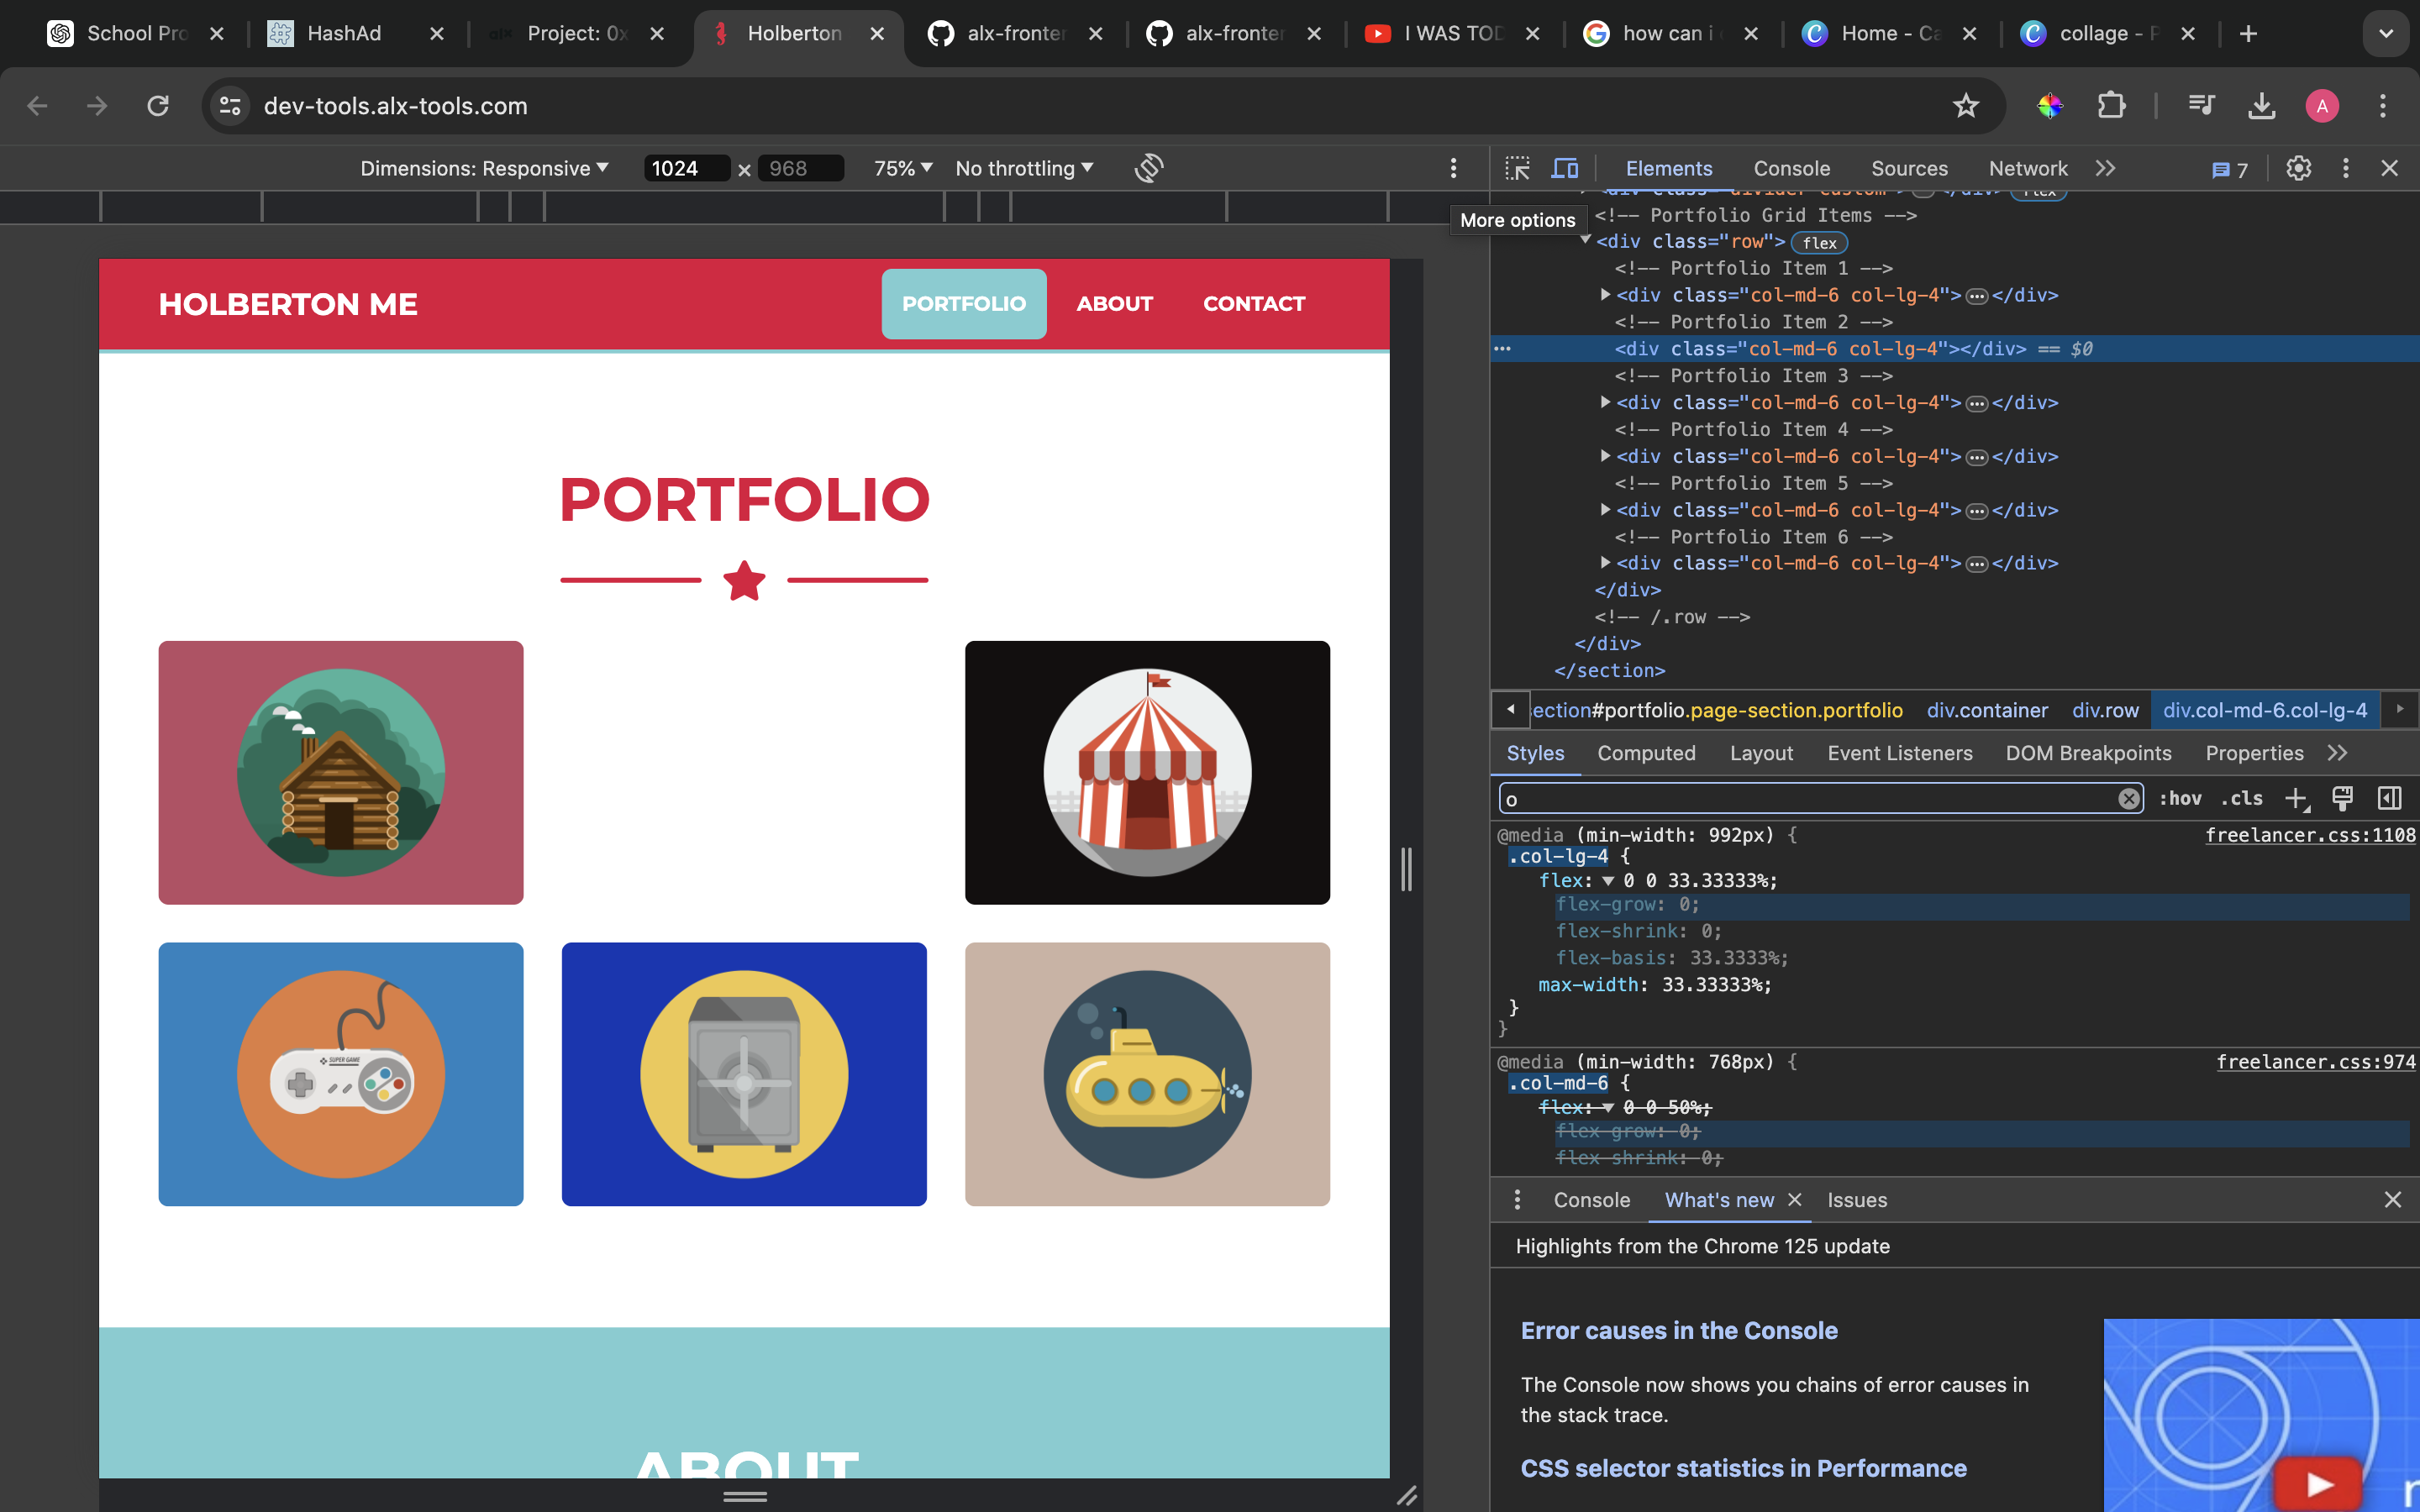 School Pro
HashAd
alx Project: 0x
Holberton
alx-fronter
alx-fronter
I WAS TOD
how can i
Home - Ca
collage - P
dev-tools.alx-tools.com
A
Dimensions: Responsive 1024 × 968 75% No throttling
Elements Console Sources Network 7
More options
<!-- Portfolio Grid Items -->
<div class="row"> flex
<!-- Portfolio Item 1 -->
<div class="col-md-6 col-lg-4"> … </div>
<!-- Portfolio Item 2 -->
<div class="col-md-6 col-lg-4"></div> == $0
<!-- Portfolio Item 3 -->
<div class="col-md-6 col-lg-4"> … </div>
<!-- Portfolio Item 4 -->
<div class="col-md-6 col-lg-4"> … </div>
<!-- Portfolio Item 5 -->
<div class="col-md-6 col-lg-4"> … </div>
<!-- Portfolio Item 6 -->
<div class="col-md-6 col-lg-4"> … </div>
</div>
<!-- /.row -->
</div>
</section>
ection#portfolio.page-section.portfolio div.container div.row div.col-md-6.col-lg-4
Styles Computed Layout Event Listeners DOM Breakpoints Properties
o :hov .cls
@media (min-width: 992px) { freelancer.css:1108
.col-lg-4 {
flex: 0 0 33.33333%;
flex-grow: 0;
flex-shrink: 0;
flex-basis: 33.3333%;
max-width: 33.33333%;
}
}
@media (min-width: 768px) { freelancer.css:974
.col-md-6 {
flex: 0 0 50%;
flex-grow: 0;
flex-shrink: 0;
Console What's new Issues
Highlights from the Chrome 125 update
Error causes in the Console
The Console now shows you chains of error causes in
the stack trace.
CSS selector statistics in Performance
HOLBERTON ME
PORTFOLIO ABOUT CONTACT
PORTFOLIO
SUPER GAME
ABOUT